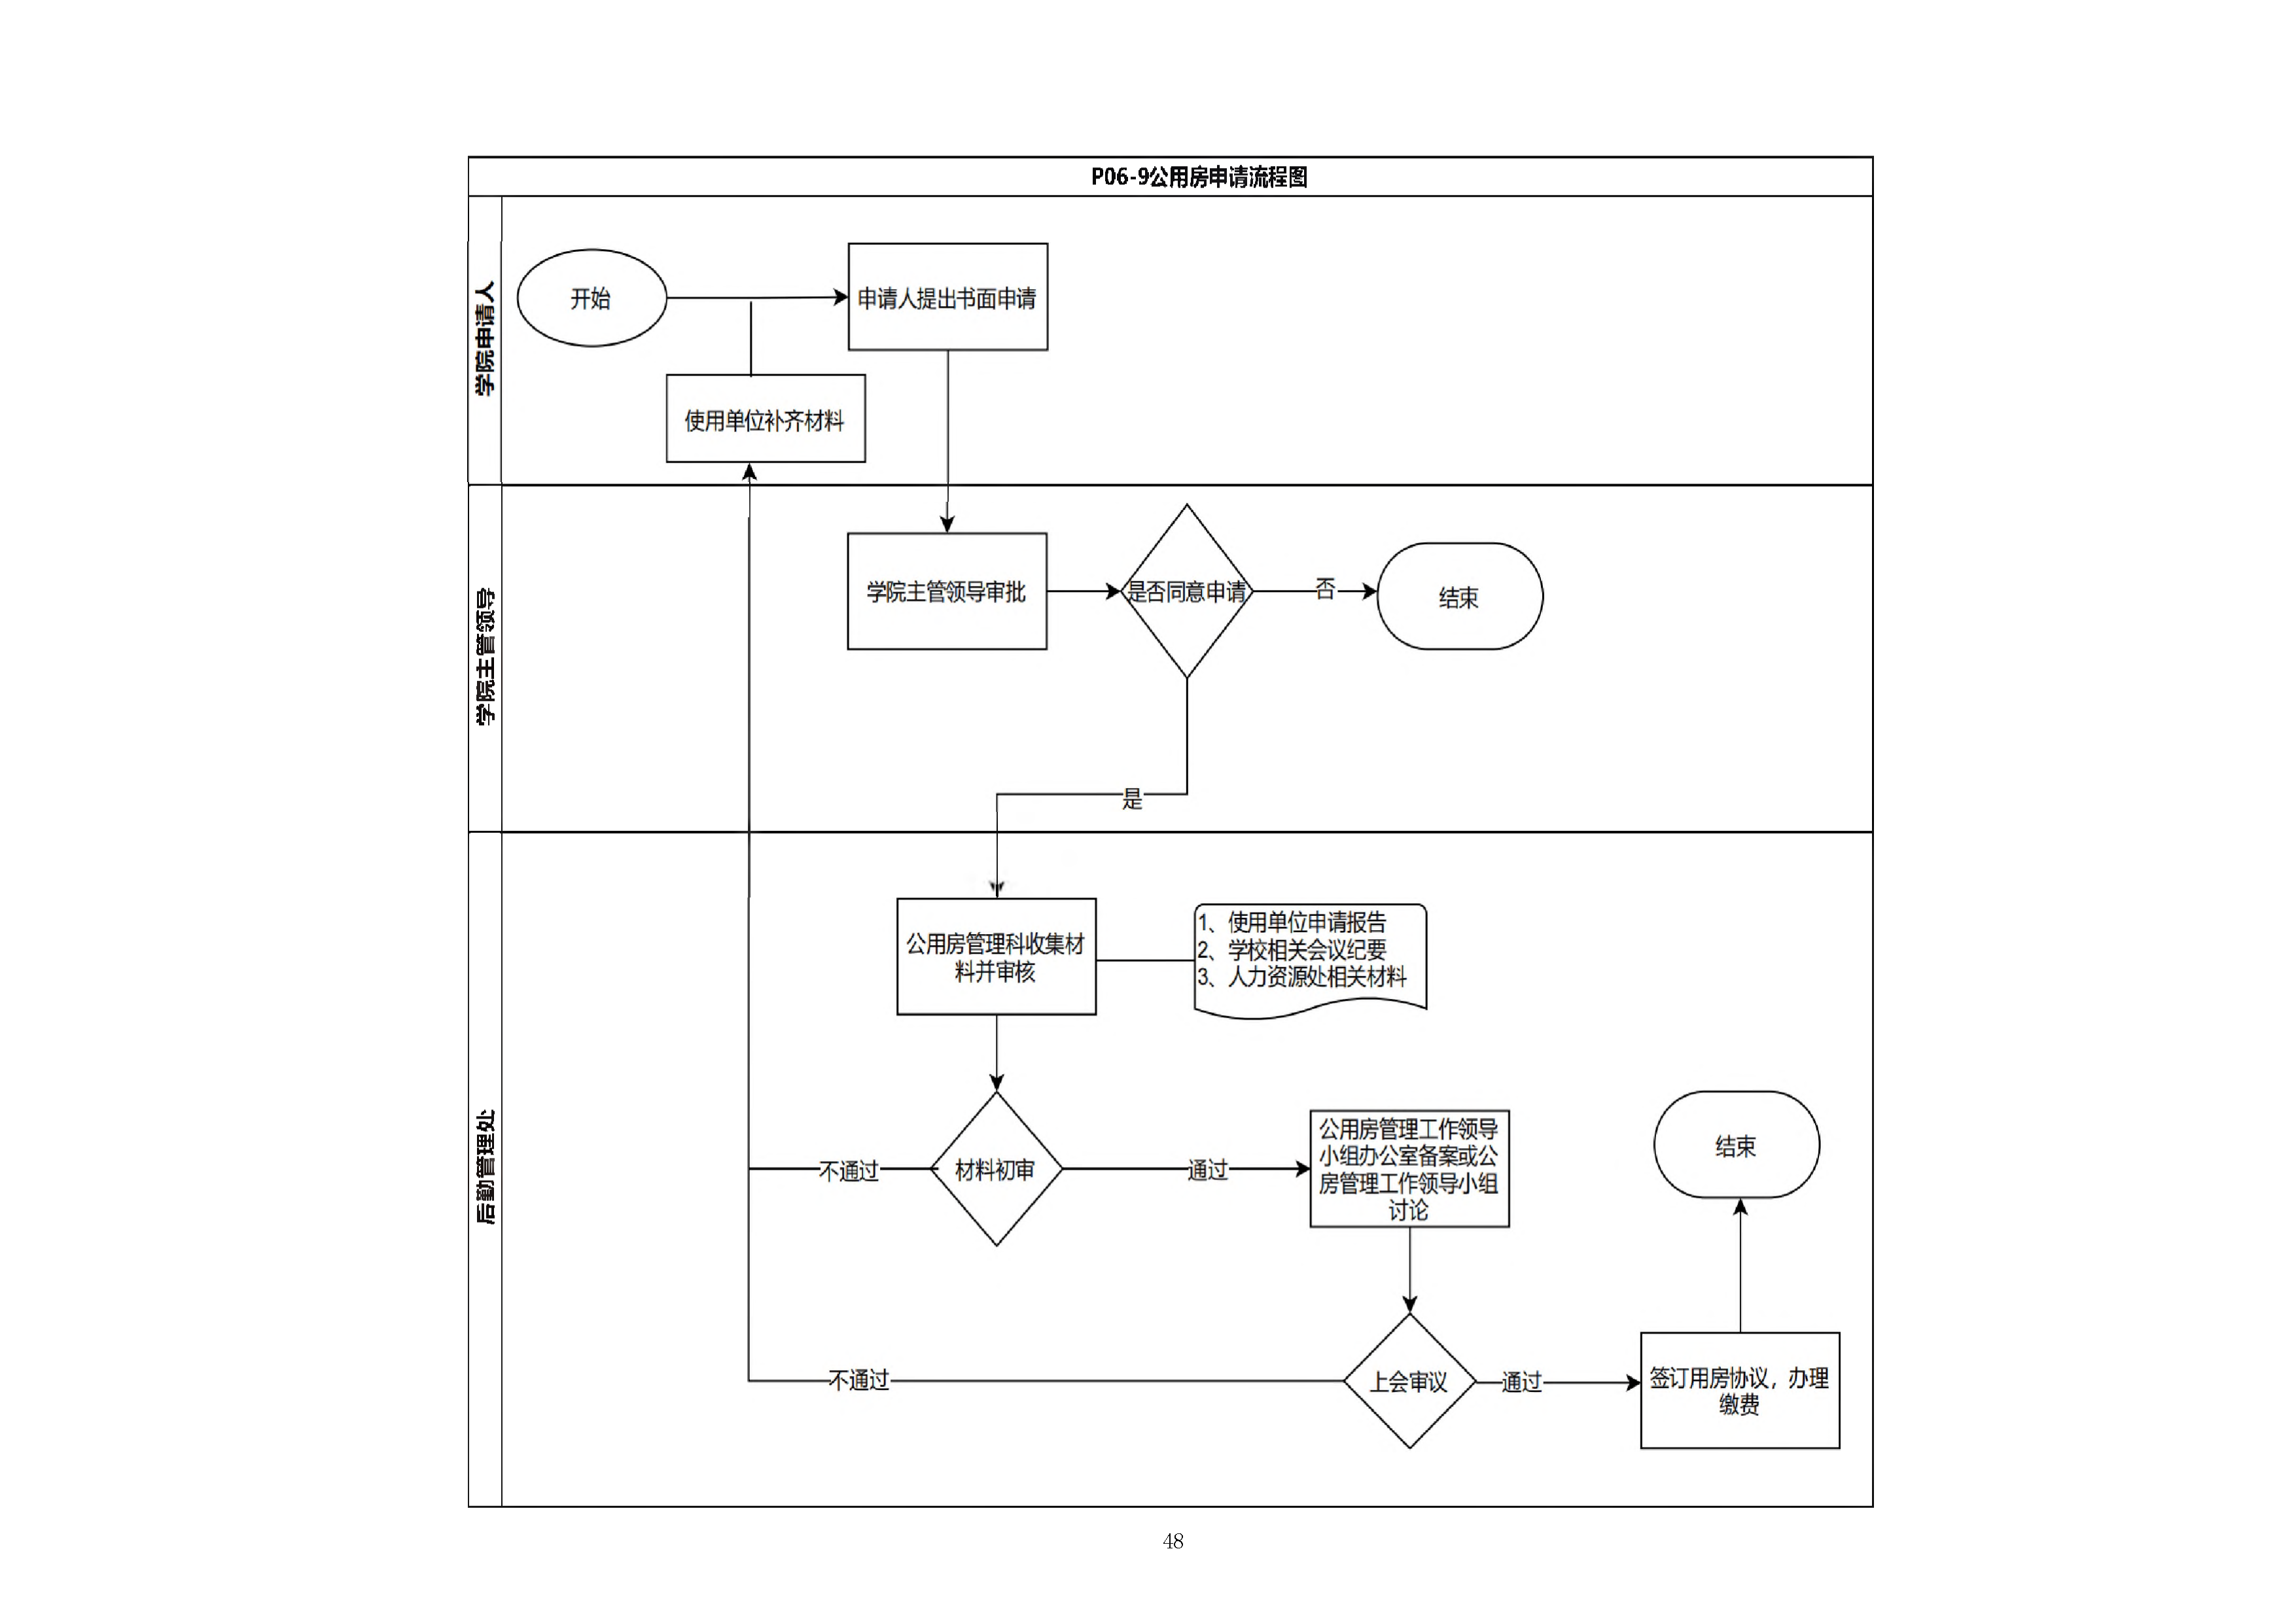 P06-9公用房申请流程图
学院申请人
开始
申请人提出书面申请
使用单位补齐材料
学院主管领导
学院主管领导审批
是否同意申请
否
结束
是
后勤管理处
公用房管理科收集材
料并审核
1、使用单位申请报告
2、学校相关会议纪要
3、人力资源处相关材料
不通过
材料初审
通过
公用房管理工作领导
小组办公室备案或公
房管理工作领导小组
讨论
结束
不通过
上会审议
通过
签订用房协议，办理
缴费
48